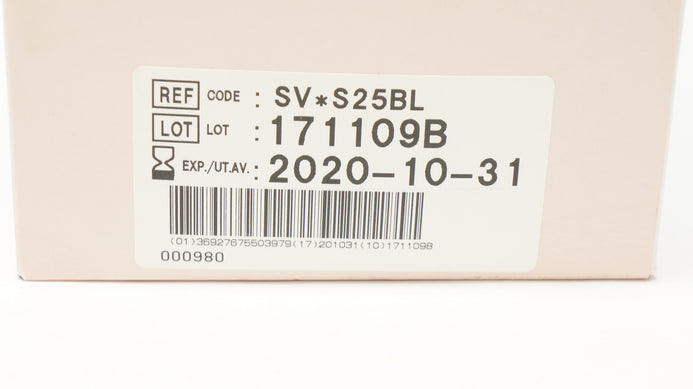 REF CODE : SV*S25BL
LOT LOT : 171109B
EXP./UT.AV. : 2020-10-31
(01)36927675503979(17)201031(10)171109B
000980